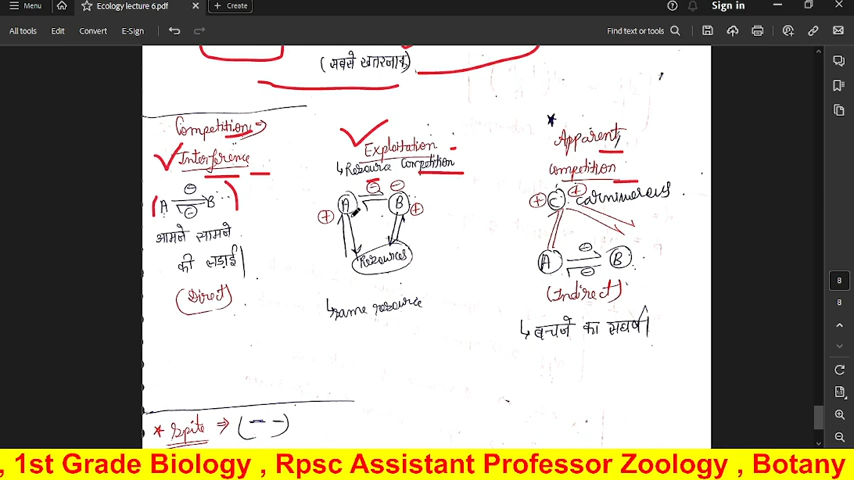 Menu
Ecology lecture 6.pdf
×
+ Create
Sign in
All tools
Edit
Convert
E-Sign
Find text or tools
(सबसे खतरनाक)
Competition ⇒
Interference
A ⇌ B
⊖
⊖
आमने सामने
की लड़ाई|
(Direct)
Exploitation
↳ Resource Competition
⊖ ⊖
A B
⊕ ⊕
Resources
↳ same resource
* Apparent
competition
⊕ C ⊕ carnivorous
A ⊖ ⊖ B
(Indirect)
↳ बचने का संघर्ष|
* Spite ⇒ (– –)
8
8
, 1st Grade Biology , Rpsc Assistant Professor Zoology , Botany